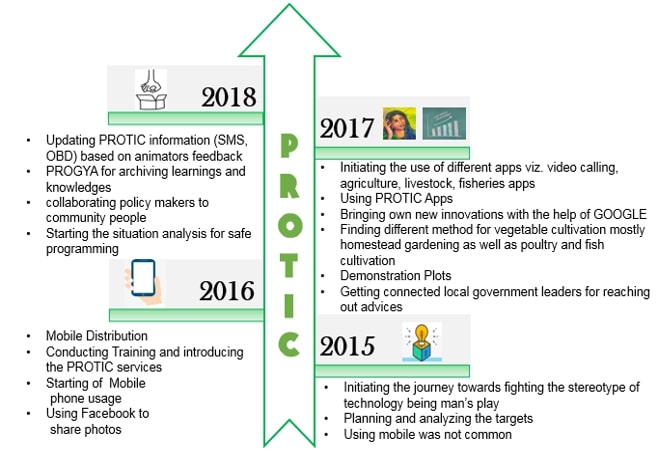 2018
• Updating PROTIC information (SMS,
OBD) based on animators feedback
• PROGYA for archiving learnings and
knowledges
• collaborating policy makers to
community people
• Starting the situation analysis for safe
programming
2016
• Mobile Distribution
• Conducting Training and introducing
the PROTIC services
• Starting of Mobile
phone usage
• Using Facebook to
share photos
P
R
O
T
I
C
2017
• Initiating the use of different apps viz. video calling,
agriculture, livestock, fisheries apps
• Using PROTIC Apps
• Bringing own new innovations with the help of GOOGLE
• Finding different method for vegetable cultivation mostly
homestead gardening as well as poultry and fish
cultivation
• Demonstration Plots
• Getting connected local government leaders for reaching
out advices
2015
• Initiating the journey towards fighting the stereotype of
technology being man's play
• Planning and analyzing the targets
• Using mobile was not common